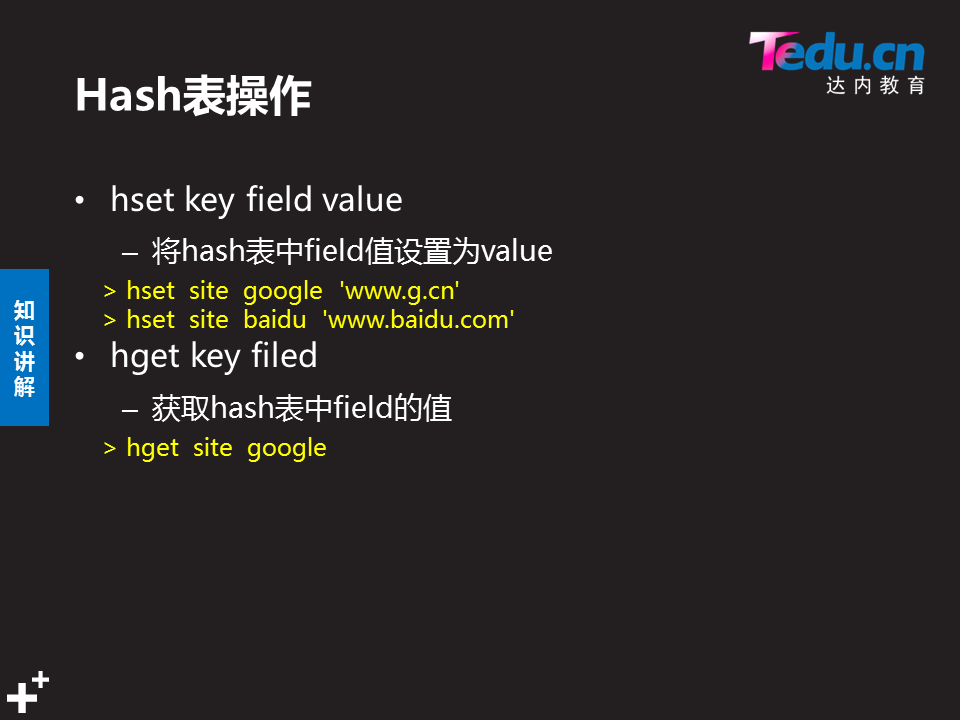 Tedu.cn
达内教育
Hash表操作
• hset key field value
– 将hash表中field值设置为value
> hset site google 'www.g.cn'
> hset site baidu 'www.baidu.com'
• hget key filed
– 获取hash表中field的值
> hget site google
知
识
讲
解